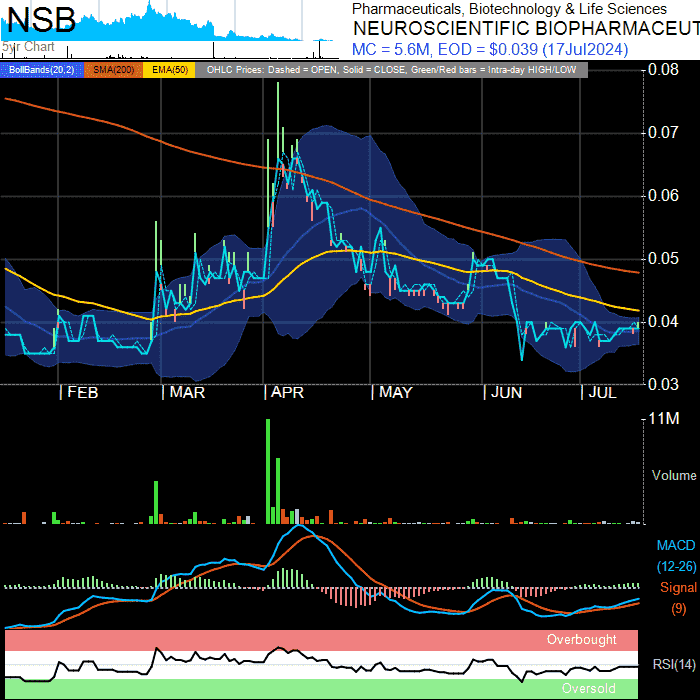 NSB
5yr Chart
Pharmaceuticals, Biotechnology & Life Sciences
NEUROSCIENTIFIC BIOPHARMACEUT
MC = 5.6M, EOD = $0.039 (17Jul2024)
BollBands(20,2) SMA(200) EMA(50) OHLC Prices: Dashed = OPEN, Solid = CLOSE, Green/Red bars = Intra-day HIGH/LOW
0.08
0.07
0.06
0.05
0.04
0.03
FEB MAR APR MAY JUN JUL
11M
Volume
MACD
(12-26)
Signal
(9)
Overbought
RSI(14)
Oversold